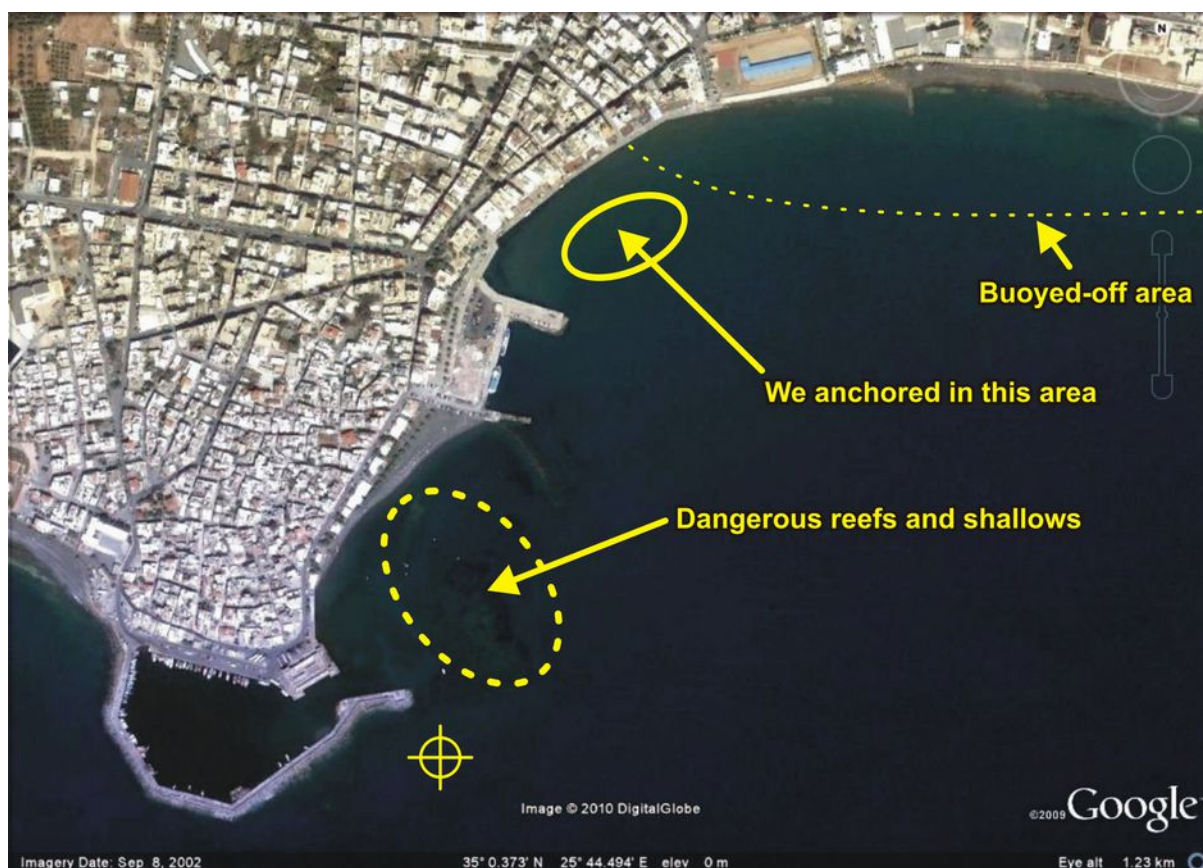 N
Buoyed-off area
We anchored in this area
Dangerous reefs and shallows
Image © 2010 DigitalGlobe
©2009 Google
Imagery Date: Sep 8, 2002 35° 0.373' N 25° 44.494' E elev 0 m Eye alt 1.23 km